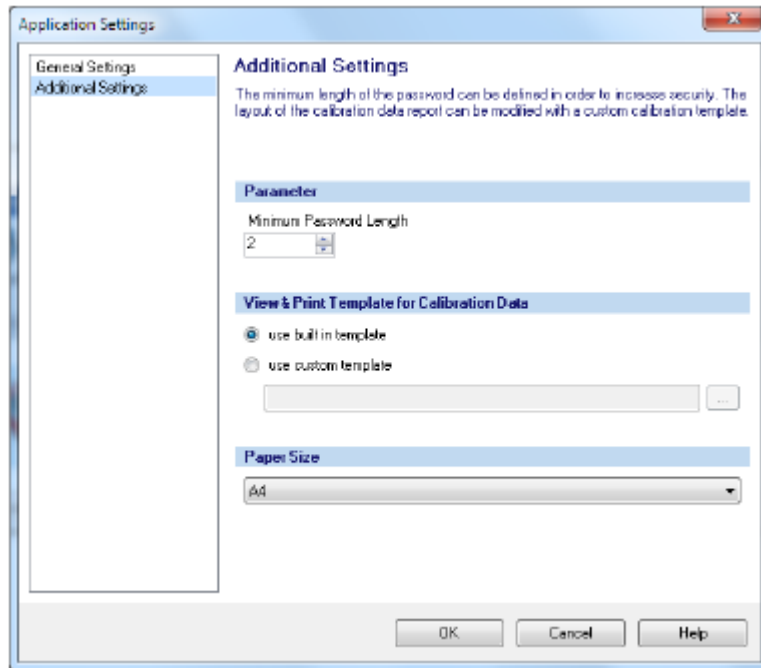 Application Settings
General Settings
Additional Settings
Additional Settings
The minimum length of the password can be defined in order to increase security. The
layout of the calibration data report can be modified with a custom calibration template.
Parameter
Minimum Password Length
2
View & Print Template for Calibration Data
use built in template
use custom template
...
Paper Size
A4
OK
Cancel
Help